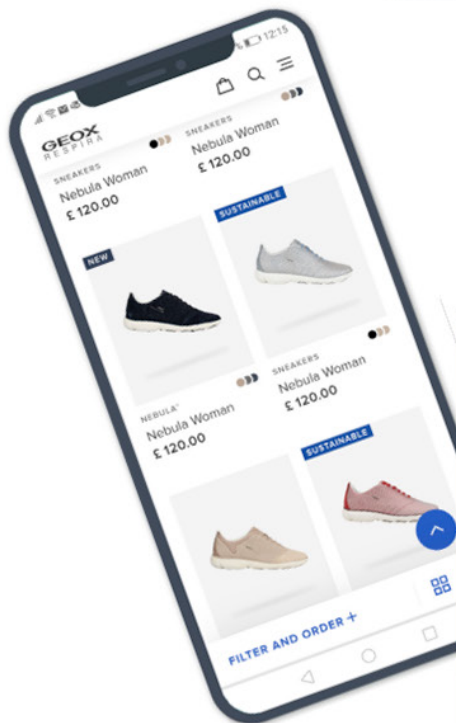 12:15
GEOX
RESPIRA
SNEAKERS
Nebula Woman
£ 120.00
SNEAKERS
Nebula Woman
£ 120.00
NEW
SUSTAINABLE
NEBULA™
Nebula Woman
£ 120.00
SNEAKERS
Nebula Woman
£ 120.00
SUSTAINABLE
FILTER AND ORDER +